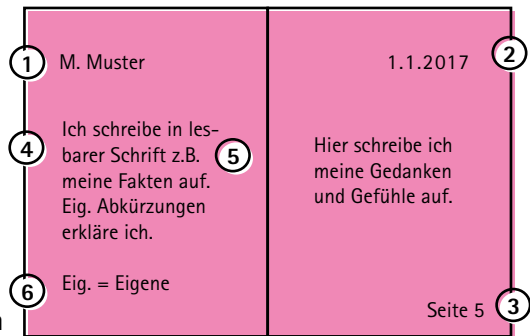 1 M. Muster
1.1.2017 2
4 Ich schreibe in les-
barer Schrift z.B. 5
meine Fakten auf.
Eig. Abkürzungen
erkläre ich.
6 Eig. = Eigene
Hier schreibe ich
meine Gedanken
und Gefühle auf.
Seite 5 3